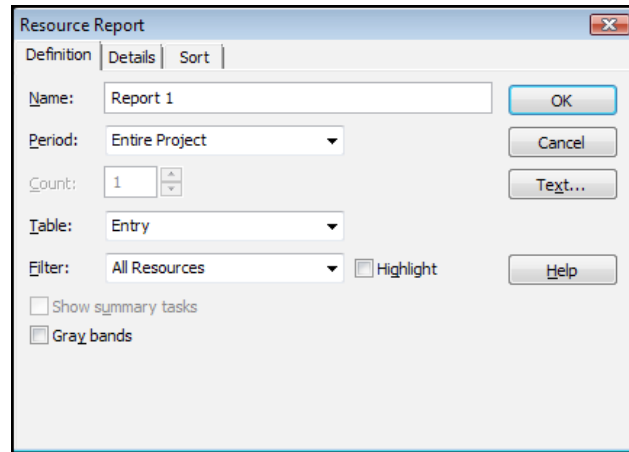 Resource Report
Definition Details Sort
Name: Report 1 OK
Period: Entire Project Cancel
Count: 1 Text...
Table: Entry
Filter: All Resources Highlight Help
Show summary tasks
Gray bands